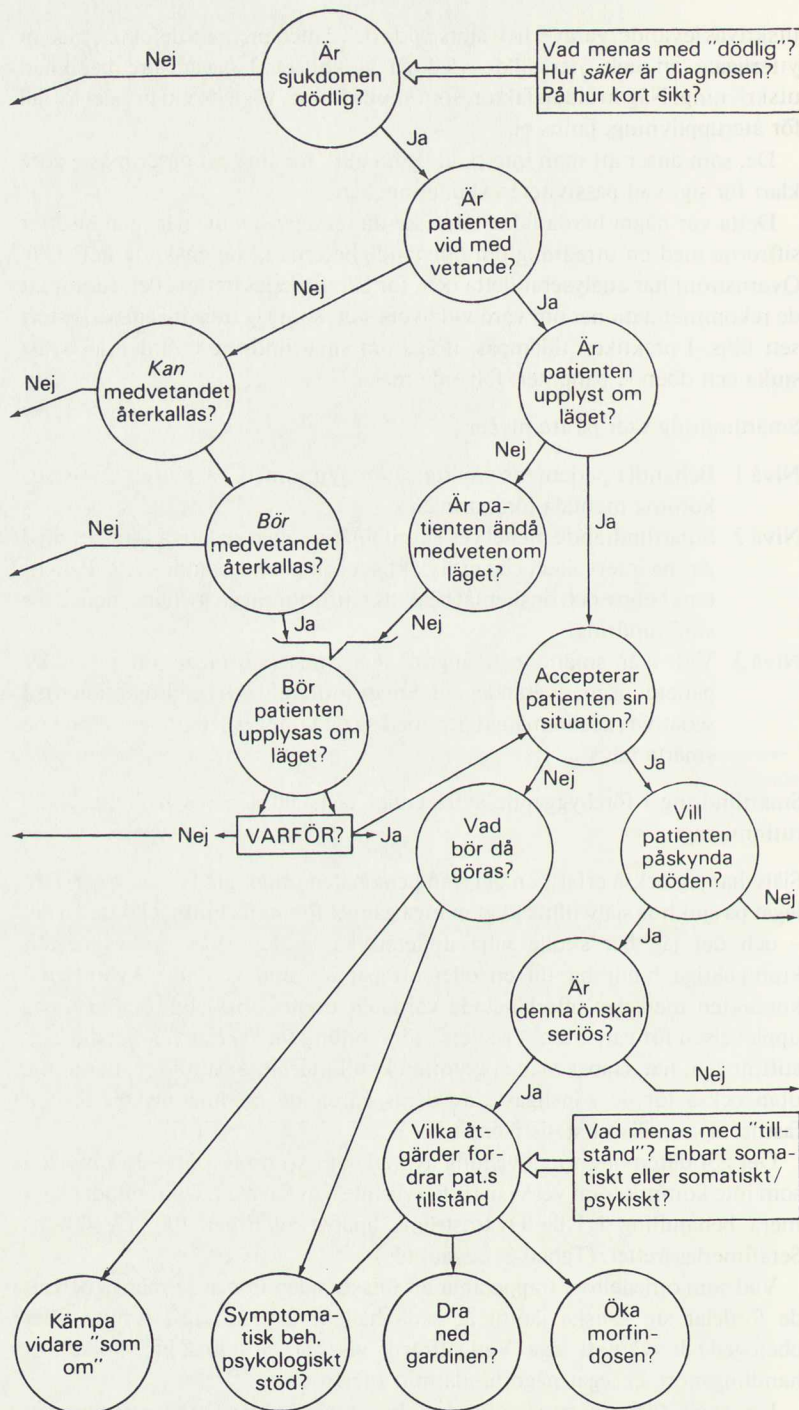 Är
sjukdomen
dödlig?
Vad menas med "dödlig"?
Hur säker är diagnosen?
På hur kort sikt?
Nej
Ja
Är
patienten
vid med
vetande?
Nej
Ja
Kan
medvetandet
återkallas?
Nej
Är
patienten
upplyst om
läget?
Nej
Ja
Bör
medvetandet
återkallas?
Nej
Ja
Är pa-
tienten ändå
medveten om
läget?
Nej
Bör
patienten
upplysas om
läget?
Nej
VARFÖR?
Ja
Accepterar
patienten sin
situation?
Nej
Ja
Vad
bör då
göras?
Vill
patienten
påskynda
döden?
Nej
Ja
Är
denna önskan
seriös?
Nej
Ja
Vilka åt-
gärder for-
drar pat.s
tillstånd
Vad menas med "till-
stånd"? Enbart soma-
tiskt eller somatiskt/
psykiskt?
Kämpa
vidare "som
om"
Symptoma-
tisk beh.
psykologiskt
stöd?
Dra
ned
gardinen?
Öka
morfin-
dosen?